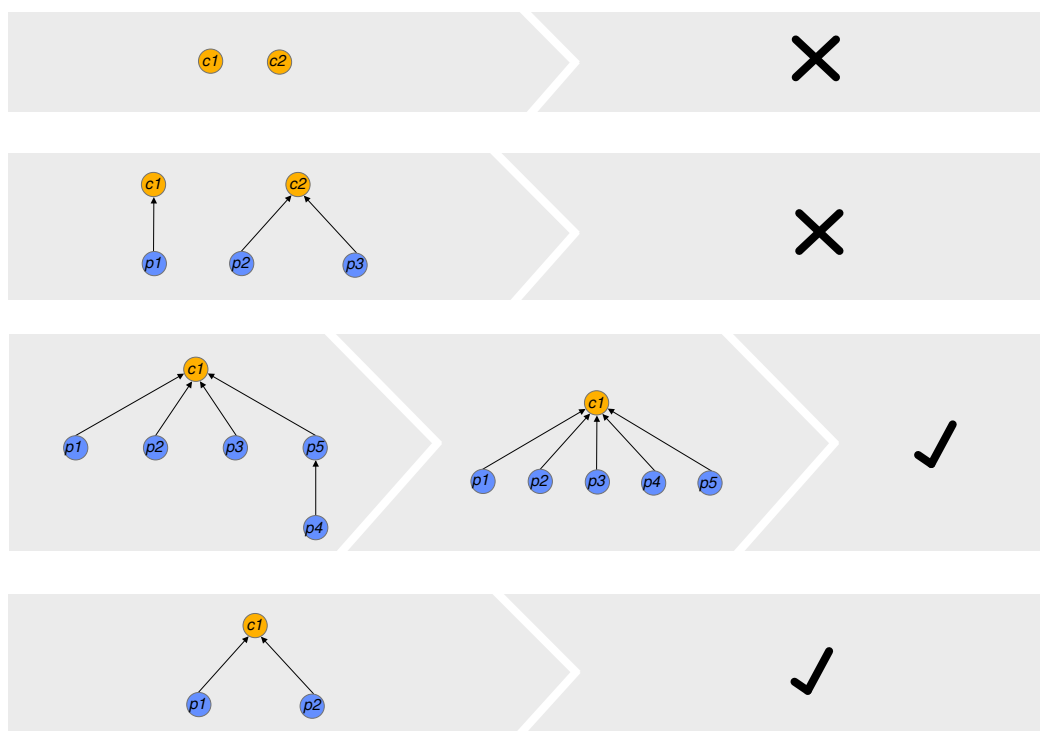 c1 c2
c1 c2
p1 p2 p3
c1
c1
p1 p2 p3 p5
p1 p2 p3 p4 p5
p4
c1
p1 p2